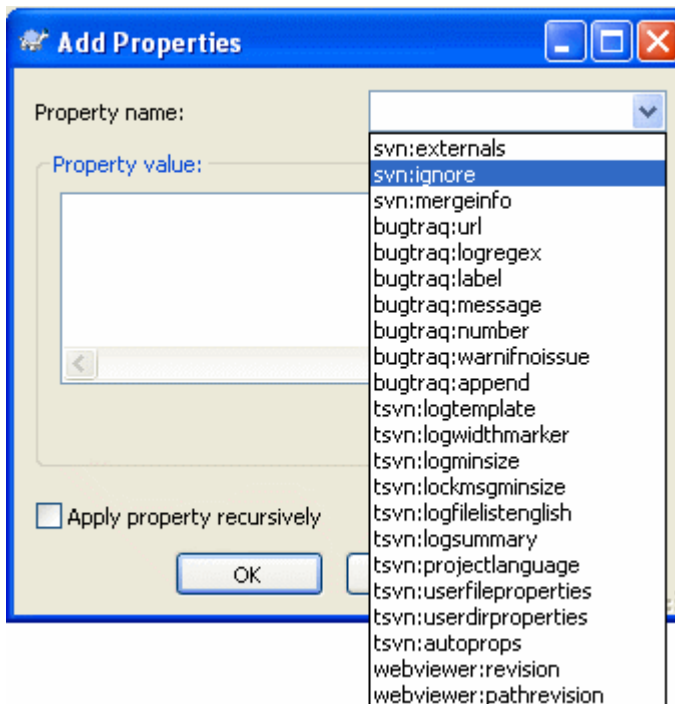 Add Properties
Property name:
Property value:
svn:externals
svn:ignore
svn:mergeinfo
bugtraq:url
bugtraq:logregex
bugtraq:label
bugtraq:message
bugtraq:number
bugtraq:warnifnoissue
bugtraq:append
tsvn:logtemplate
tsvn:logwidthmarker
tsvn:logminsize
tsvn:lockmsgminsize
tsvn:logfilelistenglish
tsvn:logsummary
tsvn:projectlanguage
tsvn:userfileproperties
tsvn:userdirproperties
tsvn:autoprops
webviewer:revision
webviewer:pathrevision
Apply property recursively
OK